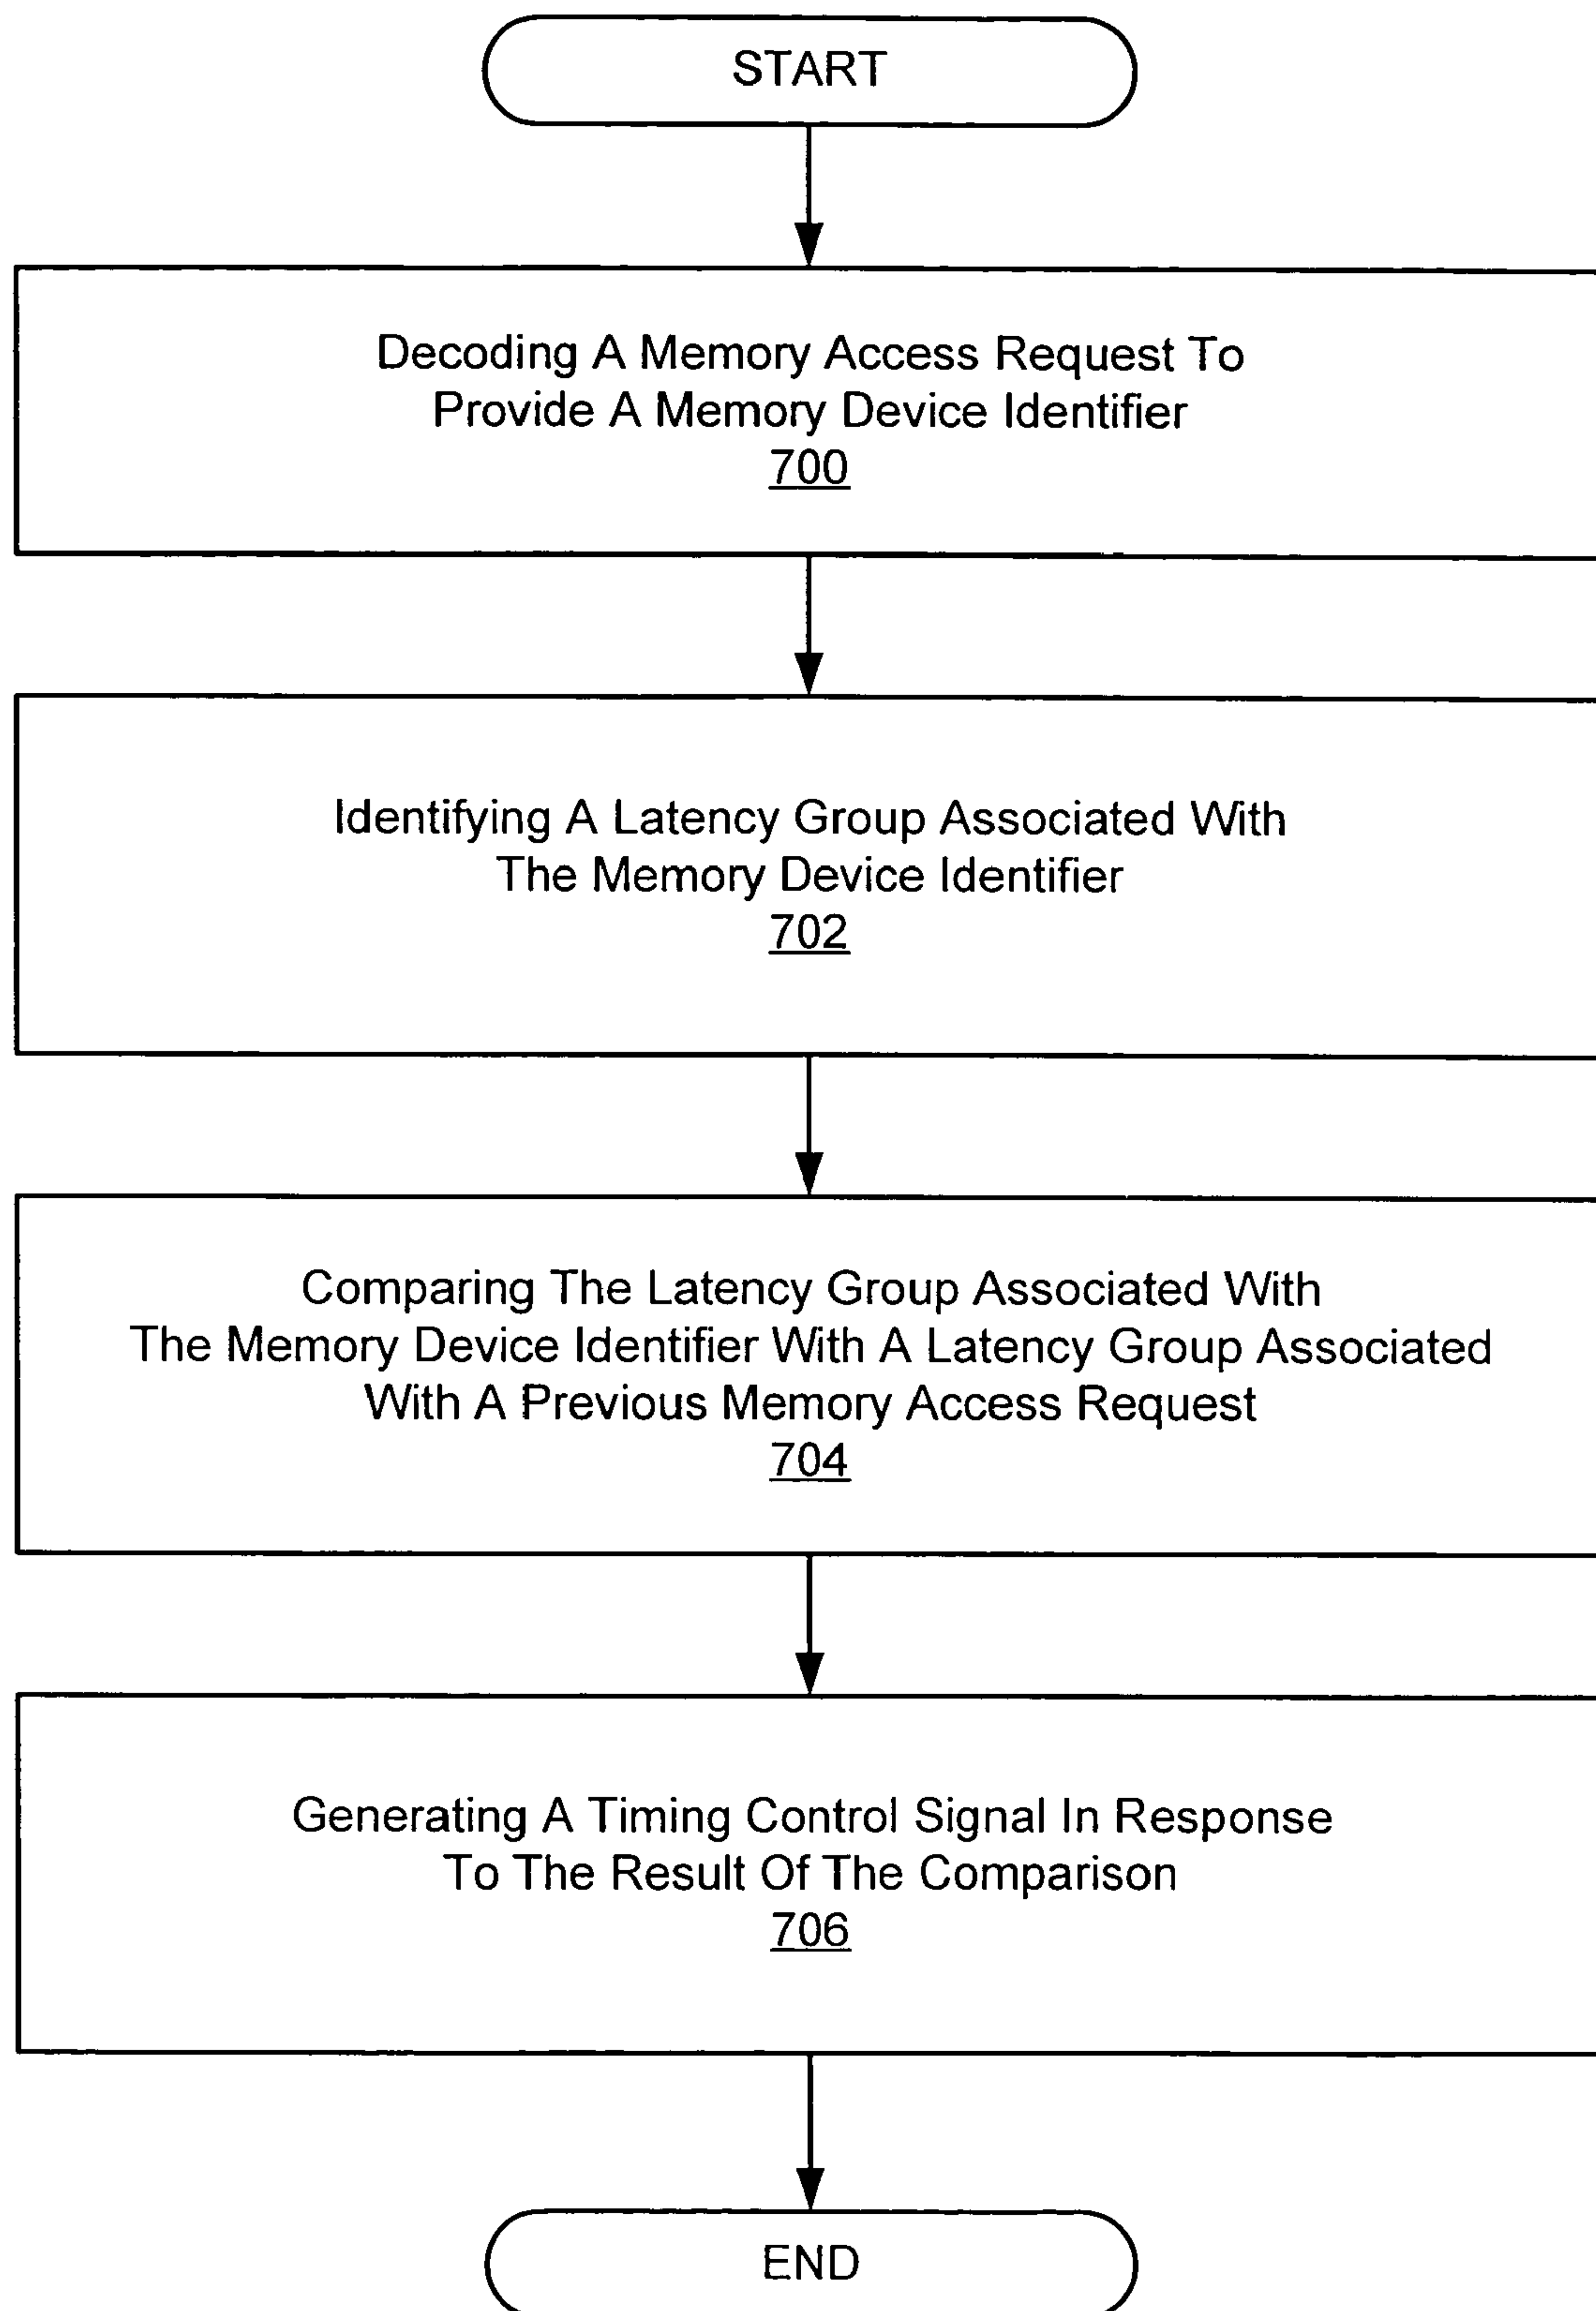 START
Decoding A Memory Access Request To
Provide A Memory Device Identifier
700
Identifying A Latency Group Associated With
The Memory Device Identifier
702
Comparing The Latency Group Associated With
The Memory Device Identifier With A Latency Group Associated
With A Previous Memory Access Request
704
Generating A Timing Control Signal In Response
To The Result Of The Comparison
706
END